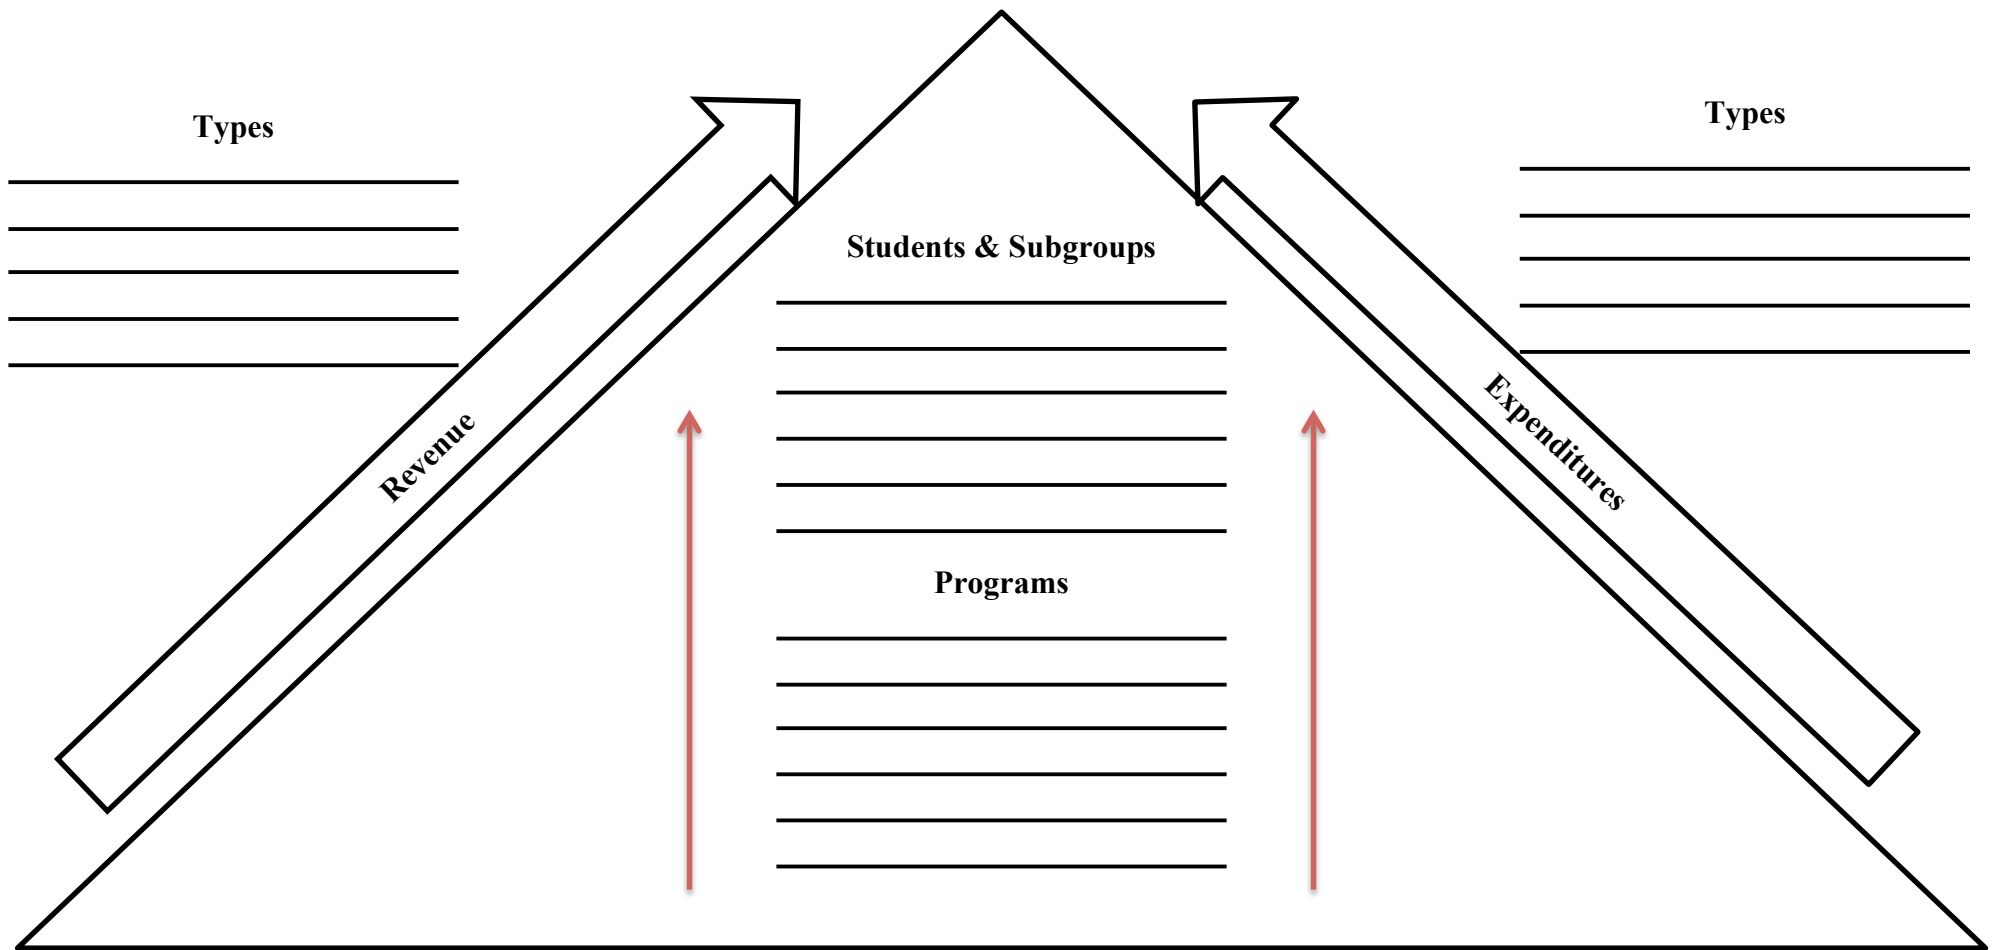 Types
Types
Students & Subgroups
Revenue
Expenditures
Programs